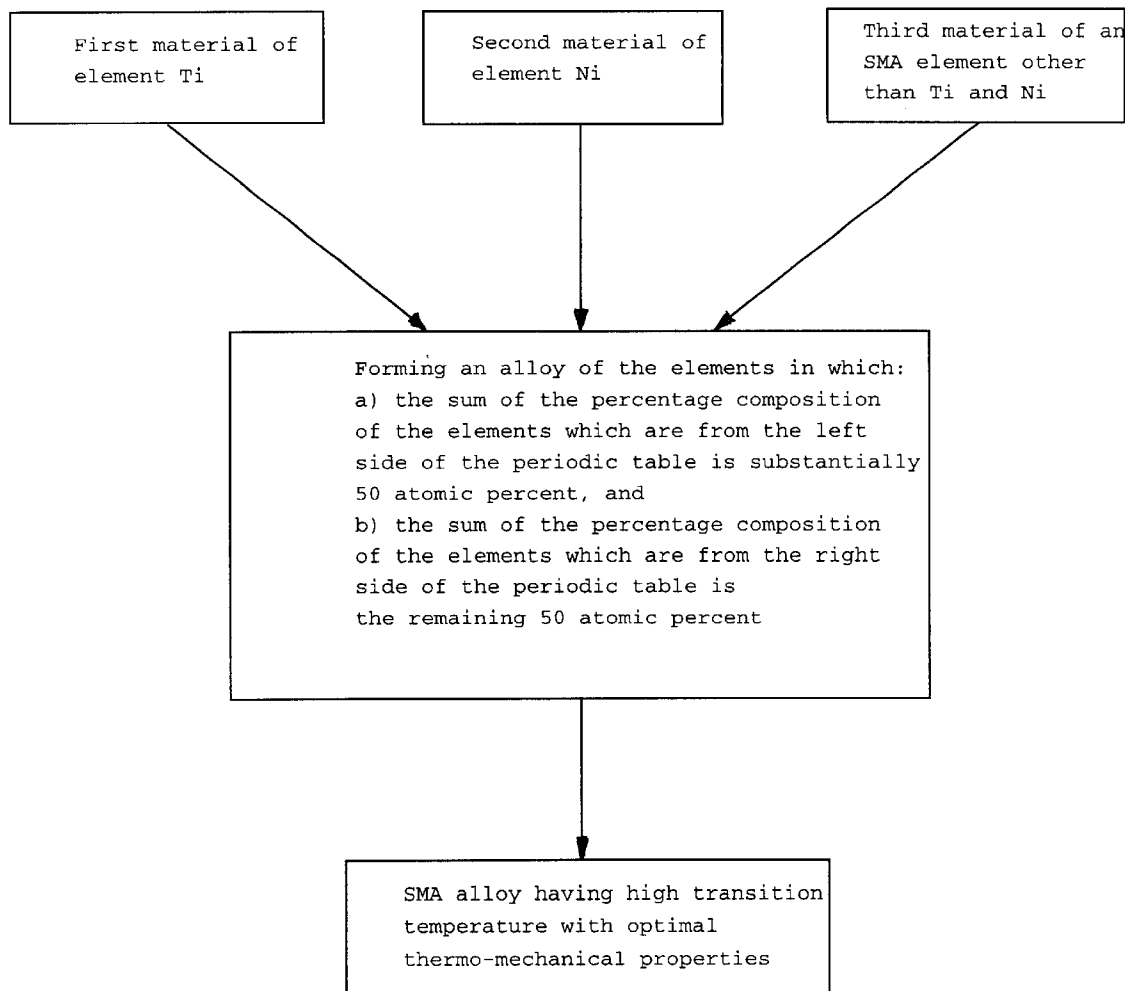 First material of
element Ti
Second material of
element Ni
Third material of an
SMA element other
than Ti and Ni
Forming an alloy of the elements in which:
a) the sum of the percentage composition
of the elements which are from the left
side of the periodic table is substantially
50 atomic percent, and
b) the sum of the percentage composition
of the elements which are from the right
side of the periodic table is
the remaining 50 atomic percent
SMA alloy having high transition
temperature with optimal
thermo-mechanical properties